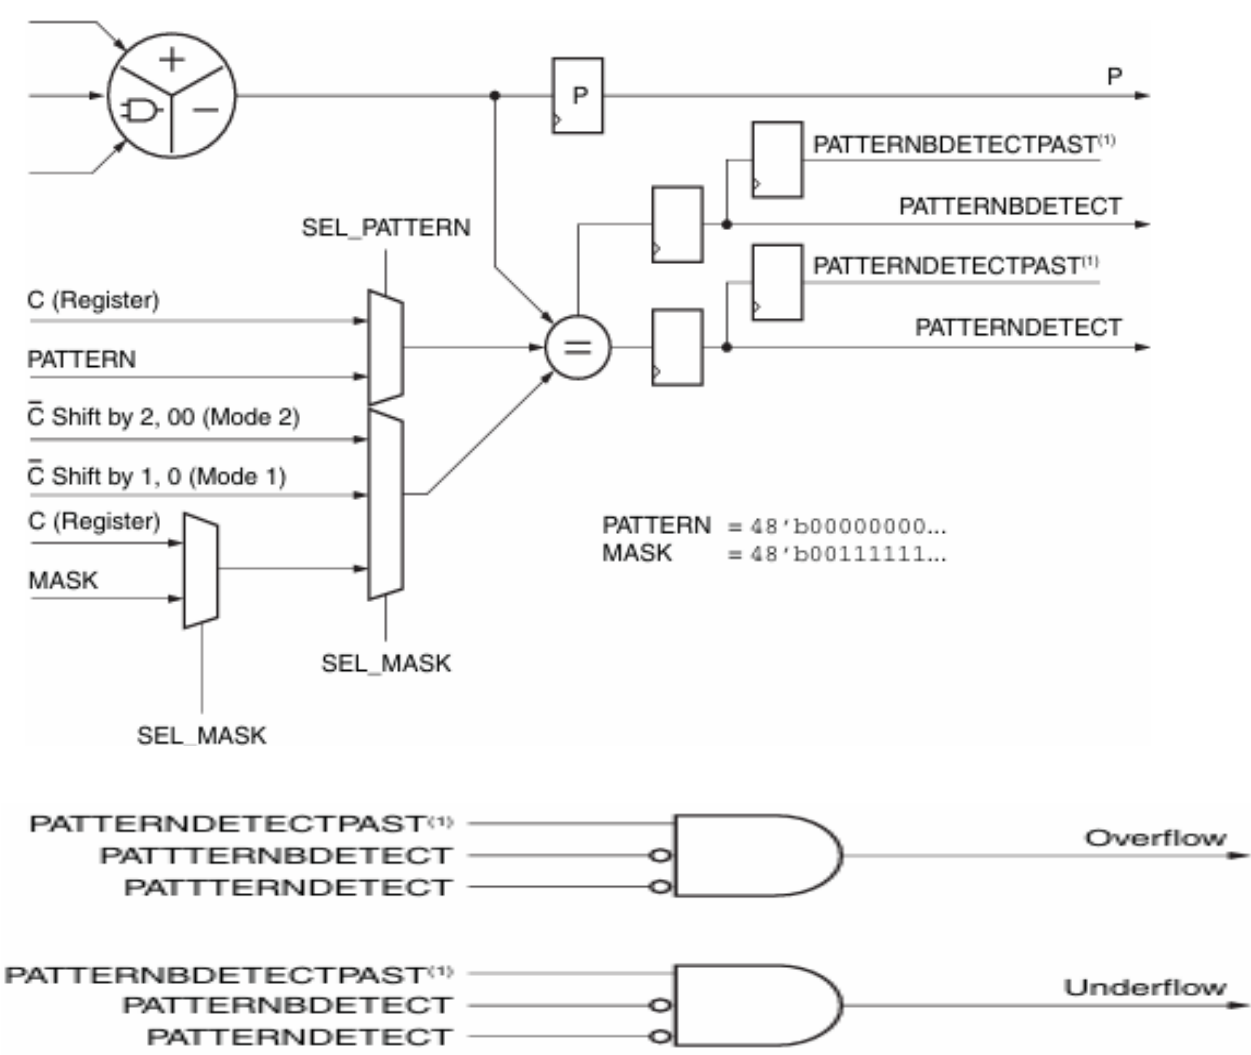 P
P
PATTERNBDETECTPAST(1)
PATTERNBDETECT
SEL_PATTERN
PATTERNDETECTPAST(1)
C (Register)
PATTERNDETECT
PATTERN
=
C̅ Shift by 2, 00 (Mode 2)
C̅ Shift by 1, 0 (Mode 1)
C (Register)
PATTERN = 48'b00000000...
MASK = 48'b00111111...
MASK
SEL_MASK
SEL_MASK
PATTERNDETECTPAST(1)
Overflow
PATTTERNBDETECT
PATTTERNDETECT
PATTERNBDETECTPAST(1)
Underflow
PATTERNBDETECT
PATTERNDETECT